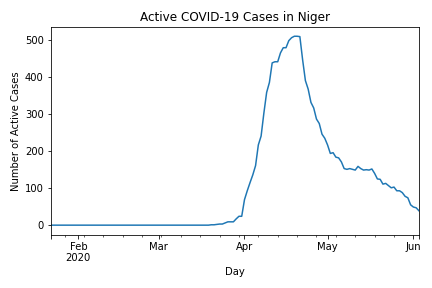 Active COVID-19 Cases in Niger
Number of Active Cases
500
400
300
200
100
0
Feb
2020
Mar
Apr
May
Jun
Day